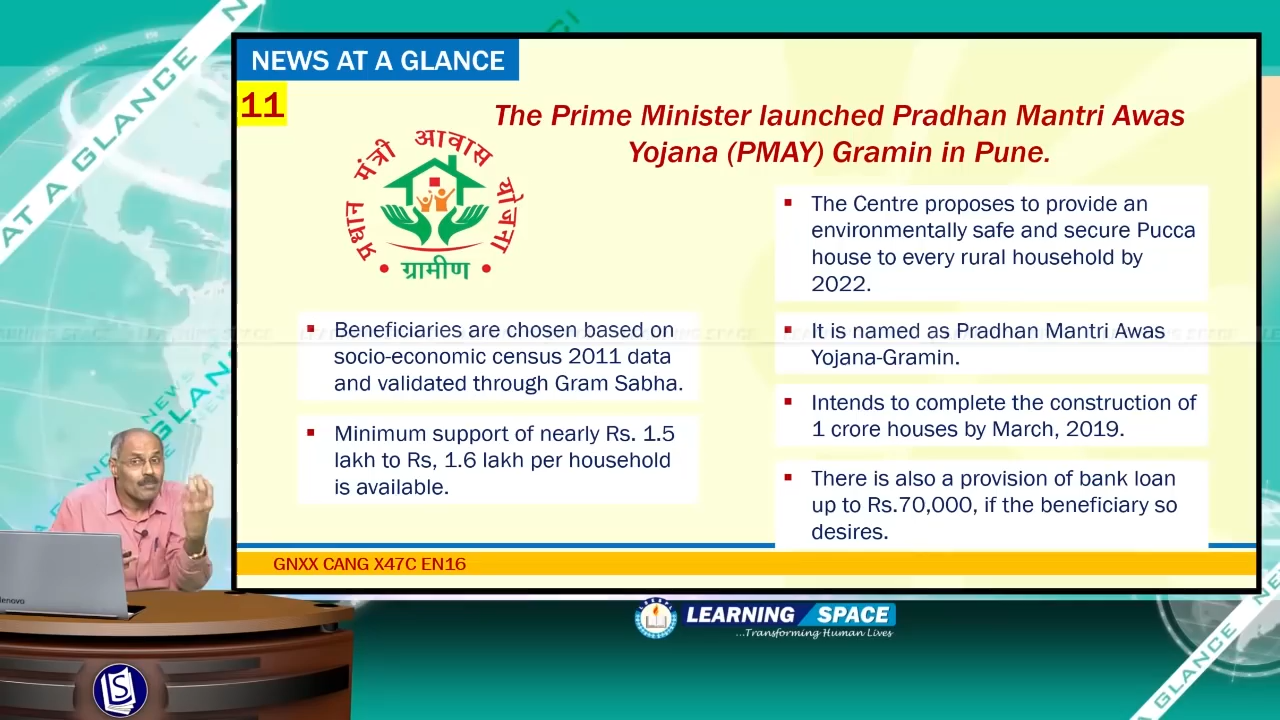 NEWS AT A GLANCE
11
The Prime Minister launched Pradhan Mantri Awas
Yojana (PMAY) Gramin in Pune.
प्रधान मंत्री आवास योजना
• ग्रामीण •
▪ Beneficiaries are chosen based on
socio-economic census 2011 data
and validated through Gram Sabha.
▪ Minimum support of nearly Rs. 1.5
lakh to Rs, 1.6 lakh per household
is available.
▪ The Centre proposes to provide an
environmentally safe and secure Pucca
house to every rural household by
2022.
▪ It is named as Pradhan Mantri Awas
Yojana-Gramin.
▪ Intends to complete the construction of
1 crore houses by March, 2019.
▪ There is also a provision of bank loan
up to Rs.70,000, if the beneficiary so
desires.
GNXX CANG X47C EN16
LEARNING SPACE
...Transforming Human Lives
AT A GLANCE
lenovo
LS
A GLANCE